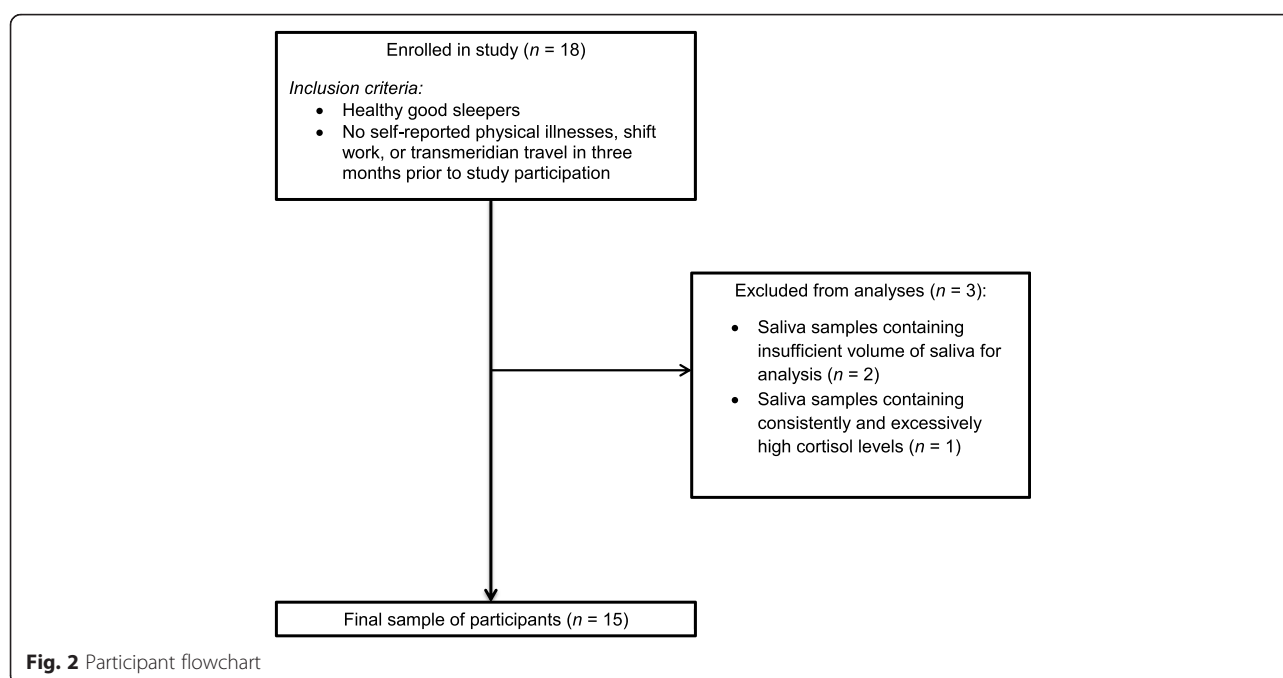 Enrolled in study (n = 18)
Inclusion criteria:
• Healthy good sleepers
• No self-reported physical illnesses, shift
work, or transmeridian travel in three
months prior to study participation
Excluded from analyses (n = 3):
• Saliva samples containing
insufficient volume of saliva for
analysis (n = 2)
• Saliva samples containing
consistently and excessively
high cortisol levels (n = 1)
Final sample of participants (n = 15)
Fig. 2 Participant flowchart